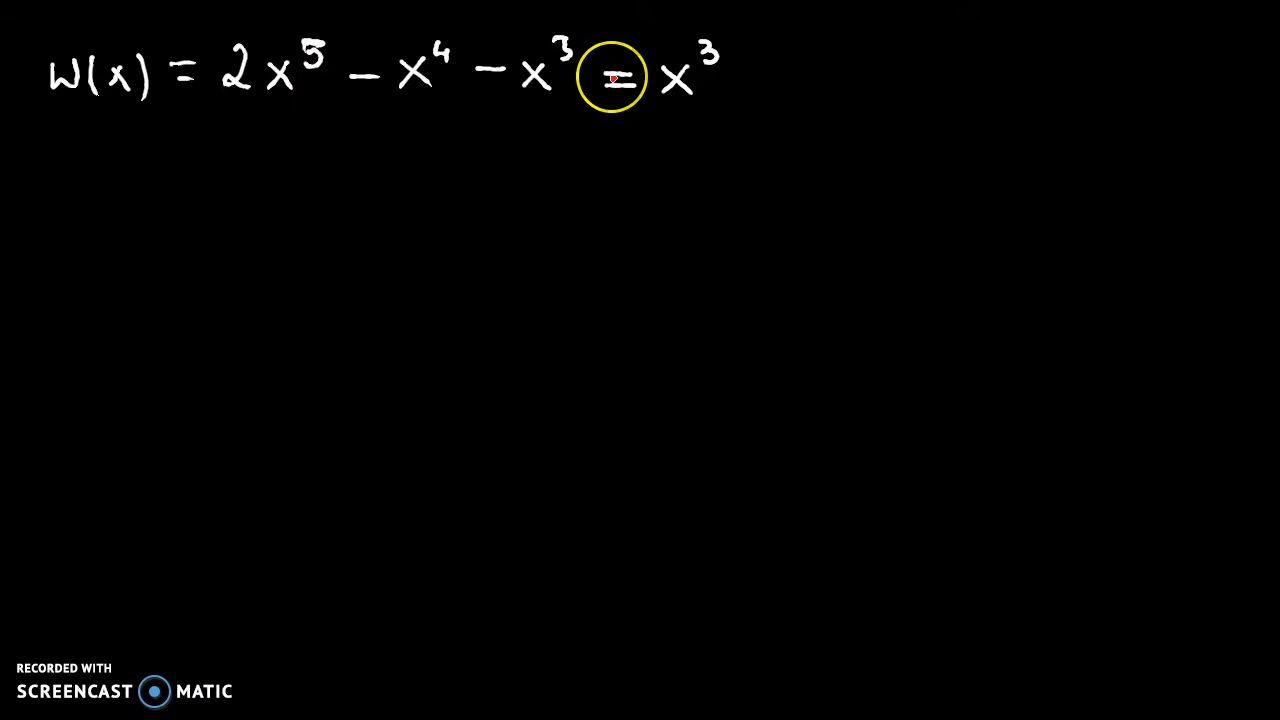 W(x) = 2x⁵ - x⁴ - x³ = x³
RECORDED WITH
SCREENCAST MATIC